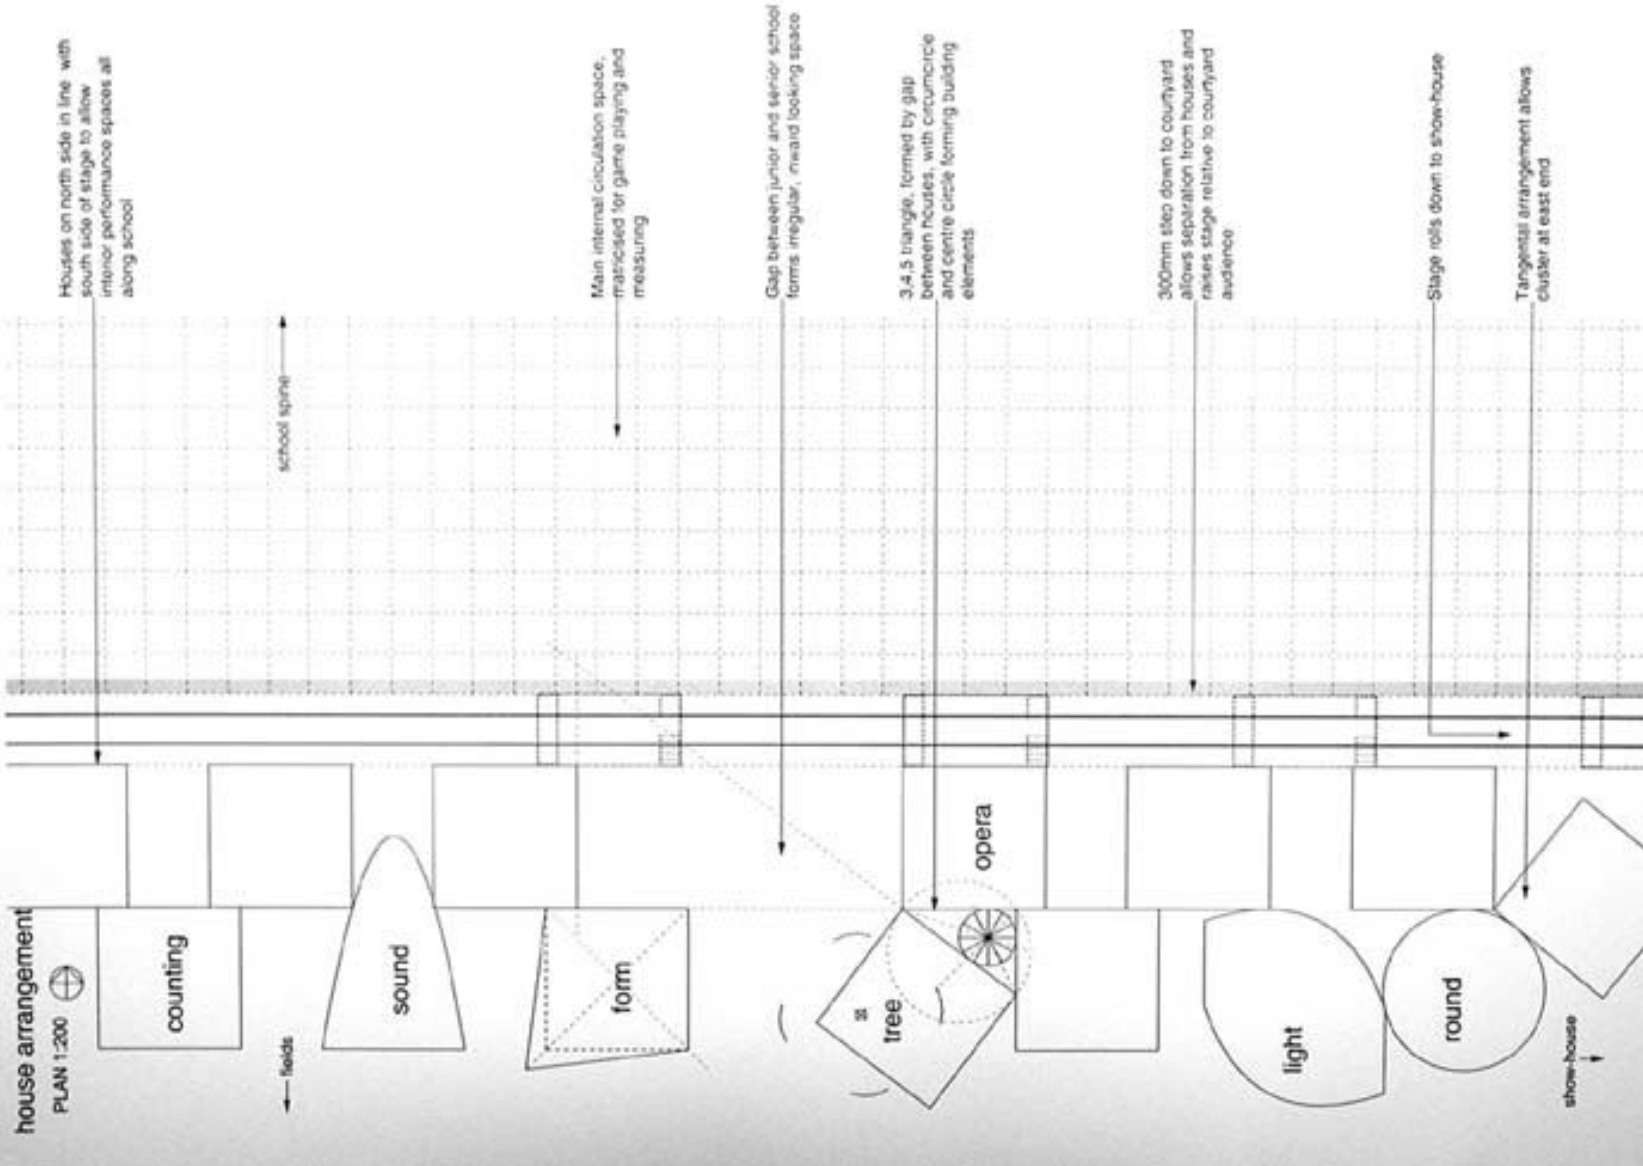 house arrangement
PLAN 1:200
Houses on north side in line with
south side of stage to allow
interior performance spaces all
along school
school spine
Main internal circulation space,
matricised for game playing and
measuring
Gap between junior and senior school
forms irregular, inward looking space
3,4,5 triangle, formed by gap
between houses, with circumcircle
and centre circle forming building
elements
300mm step down to courtyard
allows separation from houses and
raises stage relative to courtyard
audience
Stage rolls down to show-house
Tangental arrangement allows
cluster at east end
counting
sound
form
tree
opera
light
round
fields
show-house